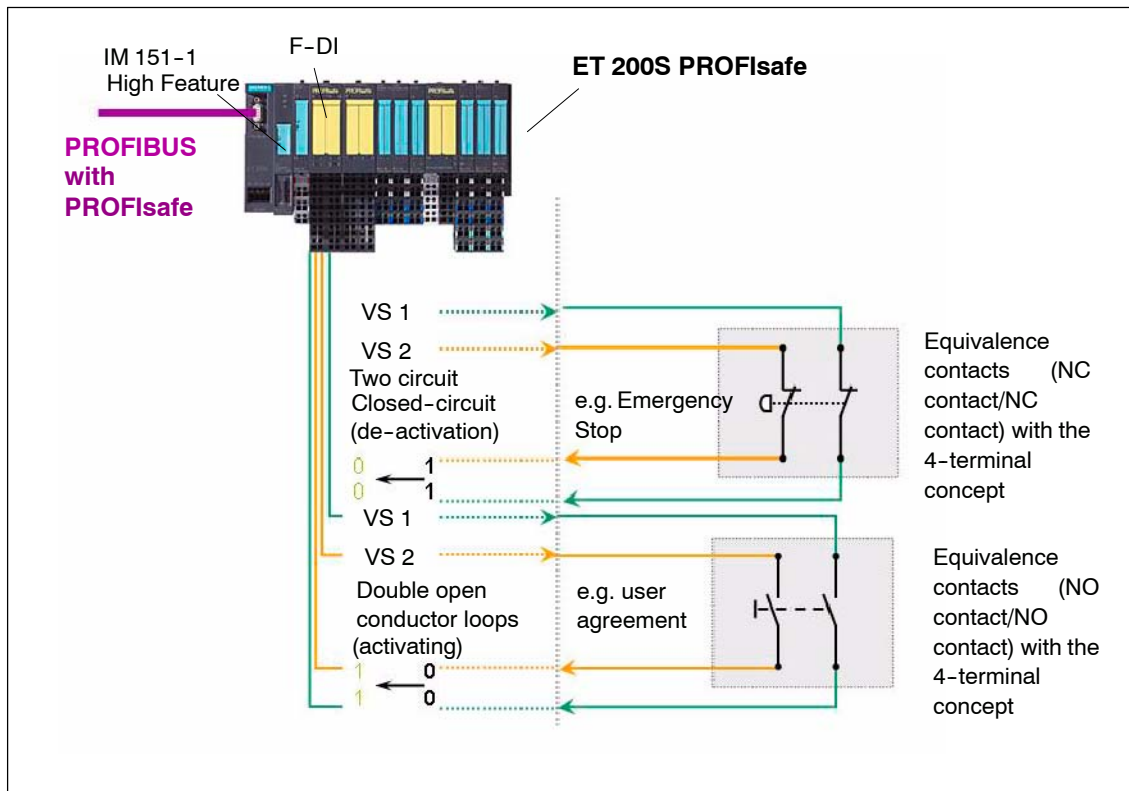 IM 151-1
High Feature
F-DI
ET 200S PROFIsafe
PROFIBUS
with
PROFIsafe
VS 1
VS 2
Two circuit
Closed-circuit
(de-activation)
e.g. Emergency
Stop
0 1
0 1
Equivalence
contacts (NC
contact/NC
contact) with the
4-terminal
concept
VS 1
VS 2
Double open
conductor loops
(activating)
e.g. user
agreement
1 0
1 0
Equivalence
contacts (NO
contact/NO
contact) with the
4-terminal
concept